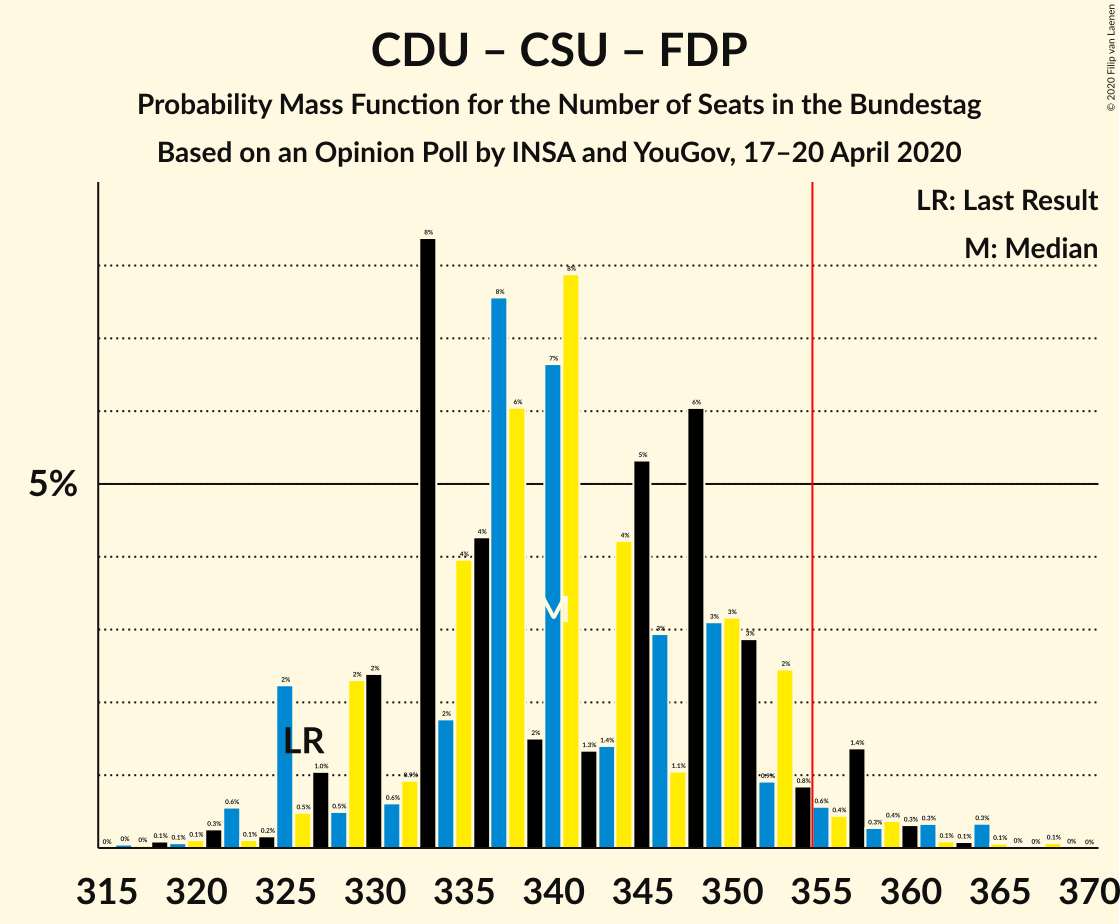 CDU – CSU – FDP
Probability Mass Function for the Number of Seats in the Bundestag
Based on an Opinion Poll by INSA and YouGov, 17–20 April 2020
© 2020 Filip van Laenen
LR: Last Result
M: Median
5%
0% 0% 0% 0.1% 0.1% 0.1% 0.3% 0.6% 0.1% 0.2% 2% 0.5% 1.0% 0.5% 2% 2% 0.6% 0.9% 8% 2% 4% 4% 8% 6% 2% 7% 8% 1.3% 1.4% 4% 5% 3% 1.1% 6% 3% 3% 3% 0.9% 2% 0.8% 0.6% 0.4% 1.4% 0.3% 0.4% 0.3% 0.3% 0.1% 0.1% 0.3% 0.1% 0% 0% 0.1% 0% 0%
LR
M
315 320 325 330 335 340 345 350 355 360 365 370